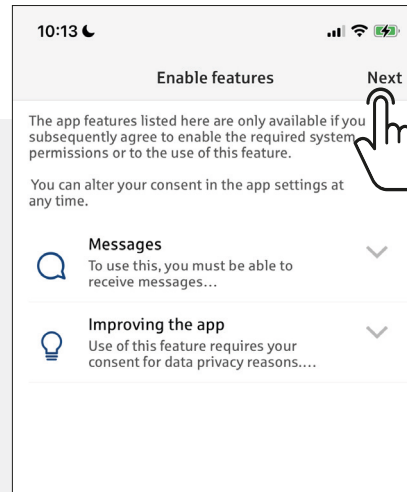 10:13
Enable features
Next
The app features listed here are only available if you
subsequently agree to enable the required system
permissions or to the use of this feature.
You can alter your consent in the app settings at
any time.
Messages
To use this, you must be able to
receive messages...
Improving the app
Use of this feature requires your
consent for data privacy reasons....